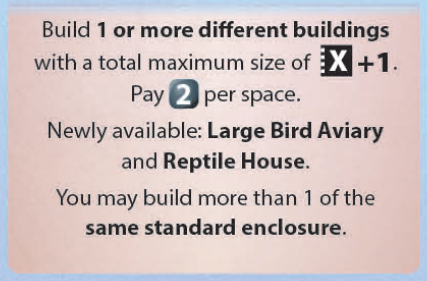 Build 1 or more different buildings
with a total maximum size of X +1.
Pay 2 per space.
Newly available: Large Bird Aviary
and Reptile House.
You may build more than 1 of the
same standard enclosure.